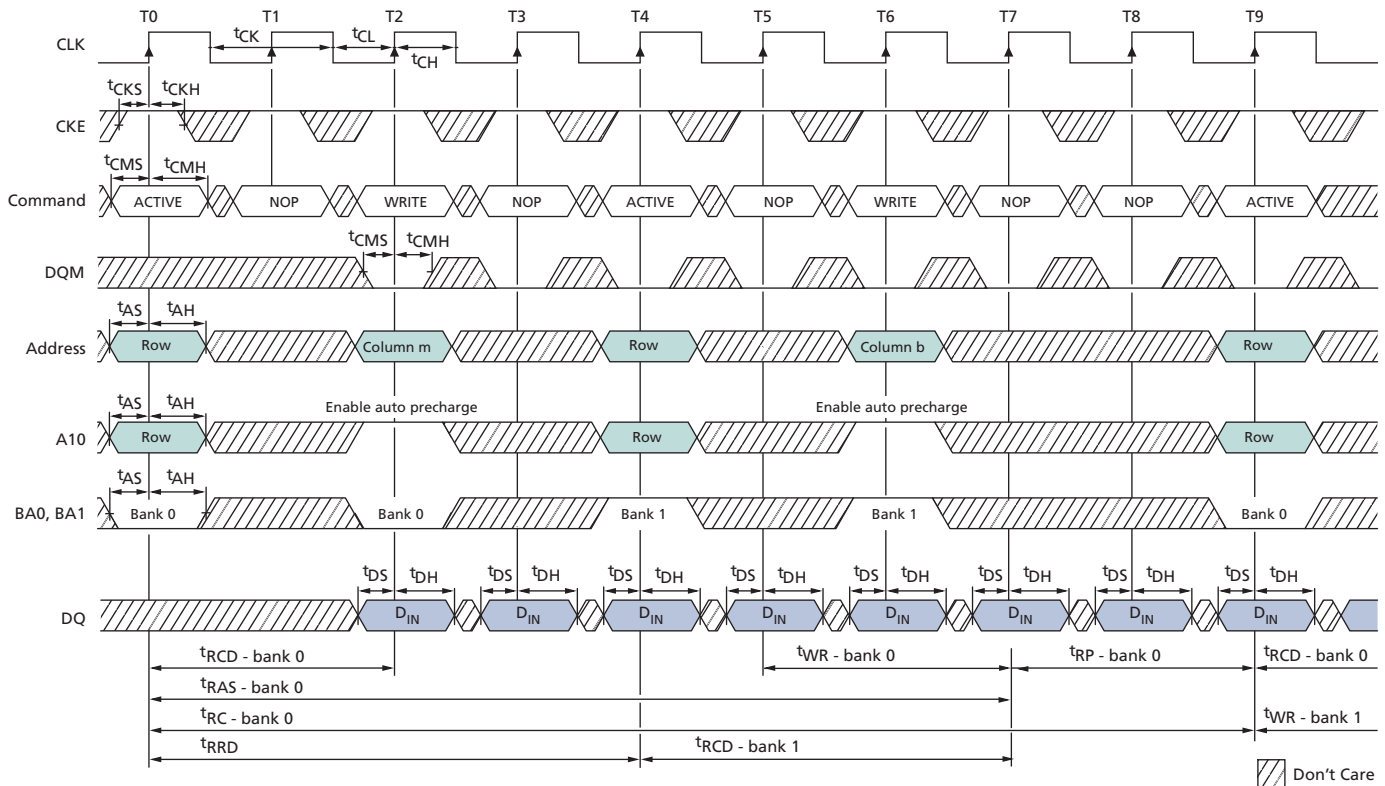 T0 T1 T2 T3 T4 T5 T6 T7 T8 T9
CLK
tCK tCL
tCH
tCKS tCKH
CKE
tCMS tCMH
Command ACTIVE NOP WRITE NOP ACTIVE NOP WRITE NOP NOP ACTIVE
tCMS tCMH
DQM
tAS tAH
Address Row Column m Row Column b Row
tAS tAH Enable auto precharge Enable auto precharge
A10 Row Row Row
tAS tAH
BA0, BA1 Bank 0 Bank 0 Bank 1 Bank 1 Bank 0
tDS tDH tDS tDH tDS tDH tDS tDH tDS tDH tDS tDH tDS tDH tDS tDH
DQ DIN DIN DIN DIN DIN DIN DIN DIN
tRCD - bank 0 tWR - bank 0 tRP - bank 0 tRCD - bank 0
tRAS - bank 0
tRC - bank 0 tWR - bank 1
tRRD tRCD - bank 1
Don't Care